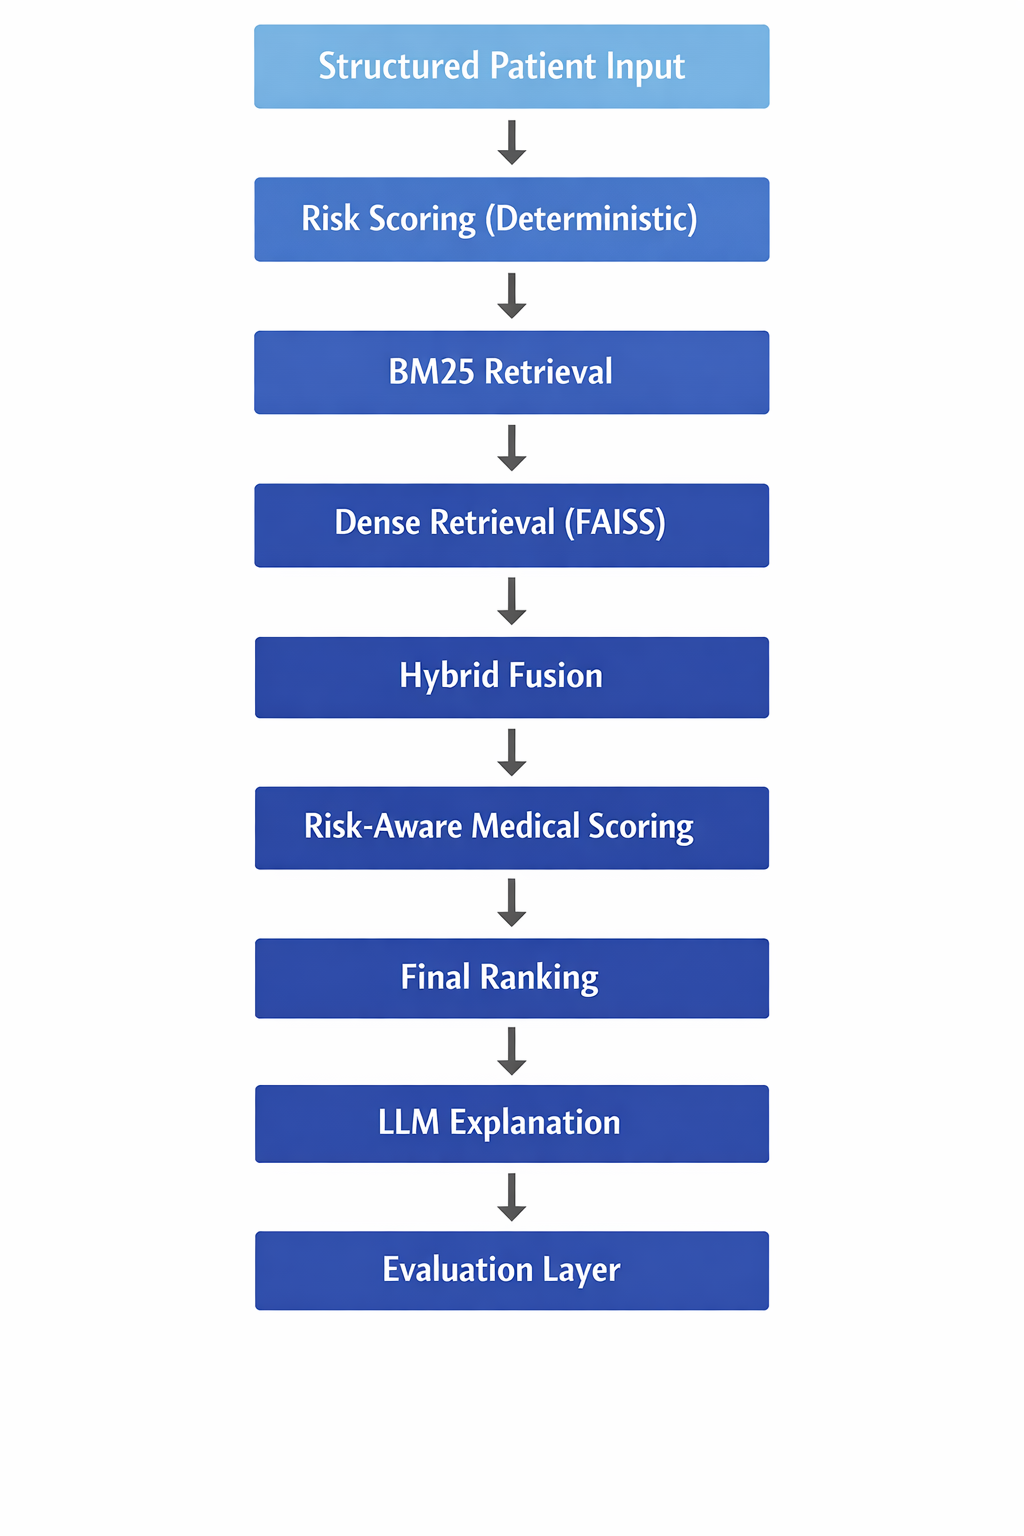 Structured Patient Input
Risk Scoring (Deterministic)
BM25 Retrieval
Dense Retrieval (FAISS)
Hybrid Fusion
Risk-Aware Medical Scoring
Final Ranking
LLM Explanation
Evaluation Layer